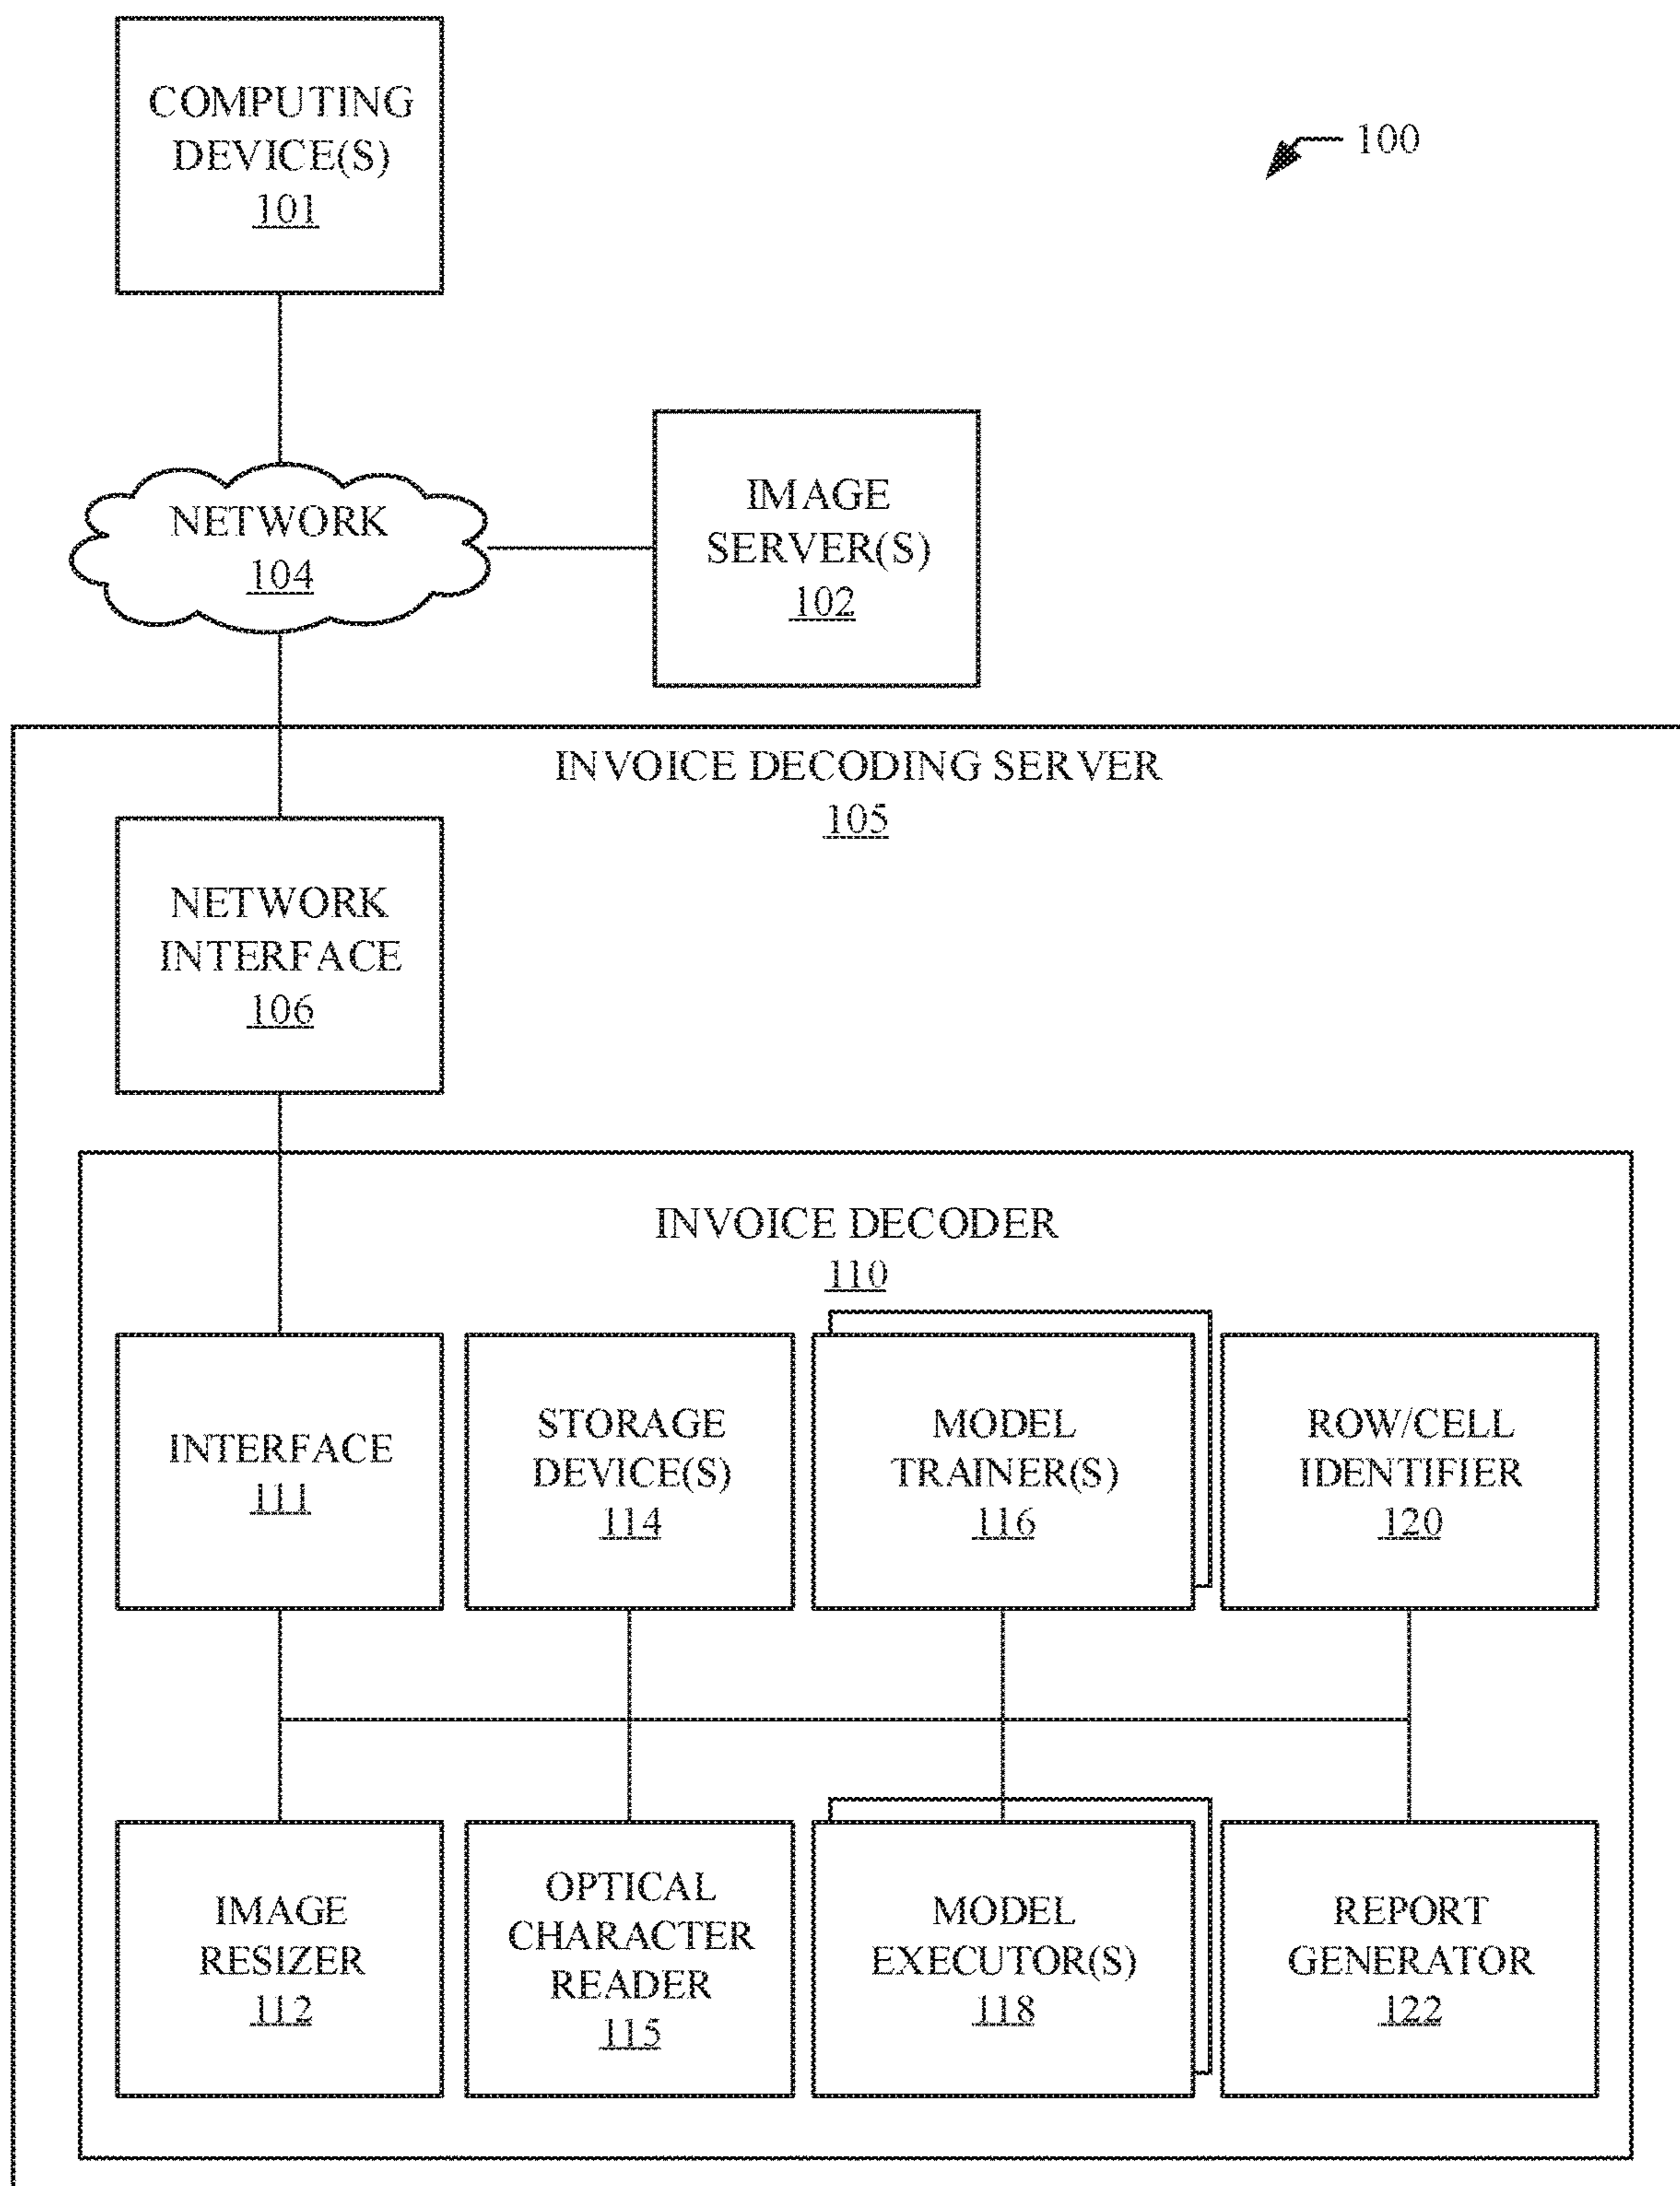 COMPUTING
DEVICE(S)
101
100
NETWORK
104
IMAGE
SERVER(S)
102
INVOICE DECODING SERVER
105
NETWORK
INTERFACE
106
INVOICE DECODER
110
INTERFACE
111
STORAGE
DEVICE(S)
114
MODEL
TRAINER(S)
116
ROW/CELL
IDENTIFIER
120
IMAGE
RESIZER
112
OPTICAL
CHARACTER
READER
115
MODEL
EXECUTOR(S)
118
REPORT
GENERATOR
122